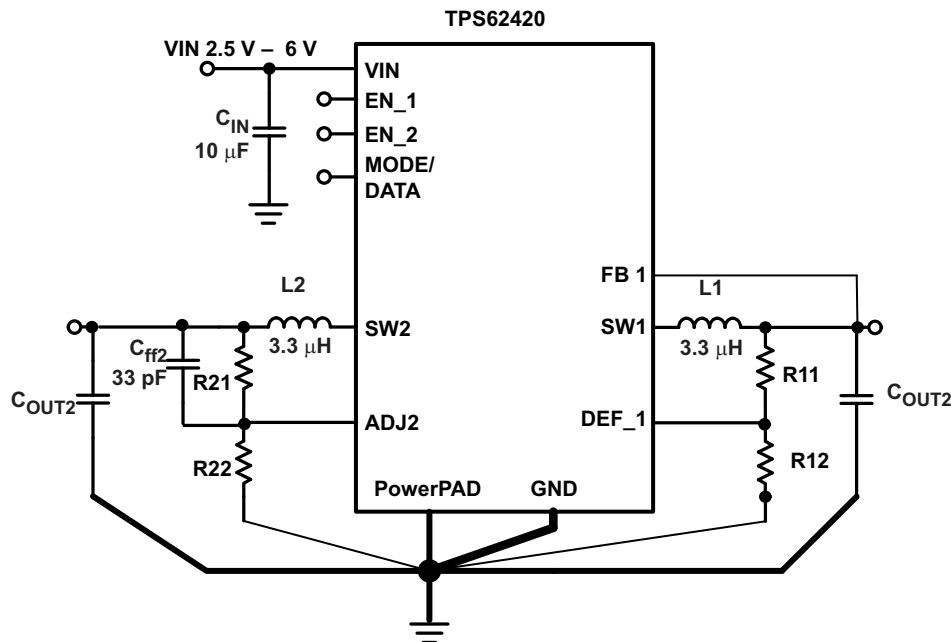 TPS62420
VIN 2.5 V – 6 V
VIN
EN_1
C_IN
10 μF
EN_2
MODE/
DATA
FB 1
L2
L1
SW2
SW1
3.3 μH
3.3 μH
C_ff2
33 pF
R21
R11
C_OUT2
C_OUT2
ADJ2
DEF_1
R22
R12
PowerPAD
GND